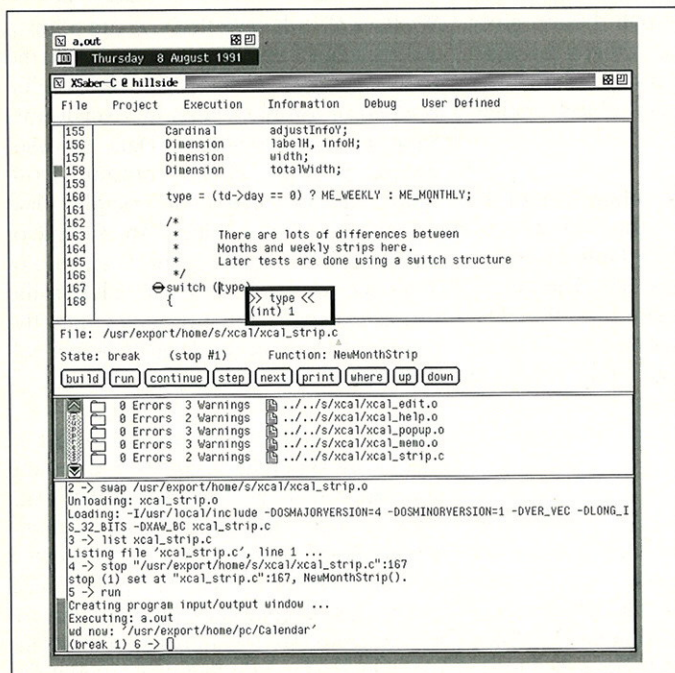 a.out
Thursday 8 August 1991
XSaber-C @ hillside
File Project Execution Information Debug User Defined
155 Cardinal adjustInfoY;
156 Dimension labelH, infoH;
157 Dimension width;
158 Dimension totalWidth;
159
160 type = (td->day == 0) ? ME_WEEKLY : ME_MONTHLY;
161
162 /*
163 * There are lots of differences between
164 * Months and weekly strips here.
165 * Later tests are done using a switch structure
166 */
167 switch (type)
168 {
>> type <<
(int) 1
File: /usr/export/home/s/xcal/xcal_strip.c
State: break (stop #1) Function: NewMonthStrip
build run continue step next print where up down
0 Errors 3 Warnings ../../s/xcal/xcal_edit.o
0 Errors 2 Warnings ../../s/xcal/xcal_help.o
0 Errors 3 Warnings ../../s/xcal/xcal_popup.o
0 Errors 3 Warnings ../../s/xcal/xcal_memo.o
0 Errors 2 Warnings ../../s/xcal/xcal_strip.c
2 -> swap /usr/export/home/s/xcal/xcal_strip.o
Unloading: xcal_strip.o
Loading: -I/usr/local/include -DOSMAJORVERSION=4 -DOSMINORVERSION=1 -DVER_VEC -DLONG_I
S_32_BITS -DXAW_BC xcal_strip.c
3 -> list xcal_strip.c
Listing file 'xcal_strip.c', line 1 ...
4 -> stop "/usr/export/home/s/xcal/xcal_strip.c":167
stop (1) set at "xcal_strip.c":167, NewMonthStrip().
5 -> run
Creating program input/output window ...
Executing: a.out
wd now: '/usr/export/home/pc/Calendar'
(break 1) 6 ->